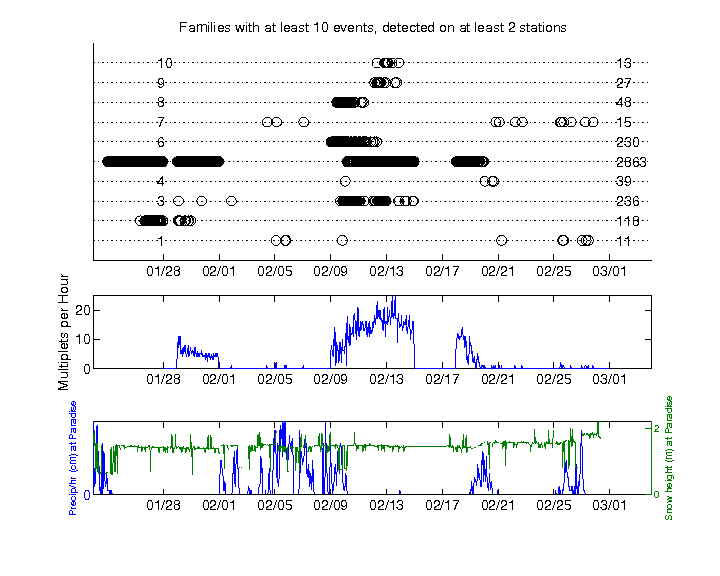 Families with at least 10 events, detected on at least 2 stations
10 13
9 27
8 48
7 15
6 230
2863
4 39
3 236
118
1 11
01/28 02/01 02/05 02/09 02/13 02/17 02/21 02/25 03/01
Multiplets per Hour
20
10
0
01/28 02/01 02/05 02/09 02/13 02/17 02/21 02/25 03/01
Precip/hr (cm) at Paradise
0
2
0
Snow height (m) at Paradise
01/28 02/01 02/05 02/09 02/13 02/17 02/21 02/25 03/01